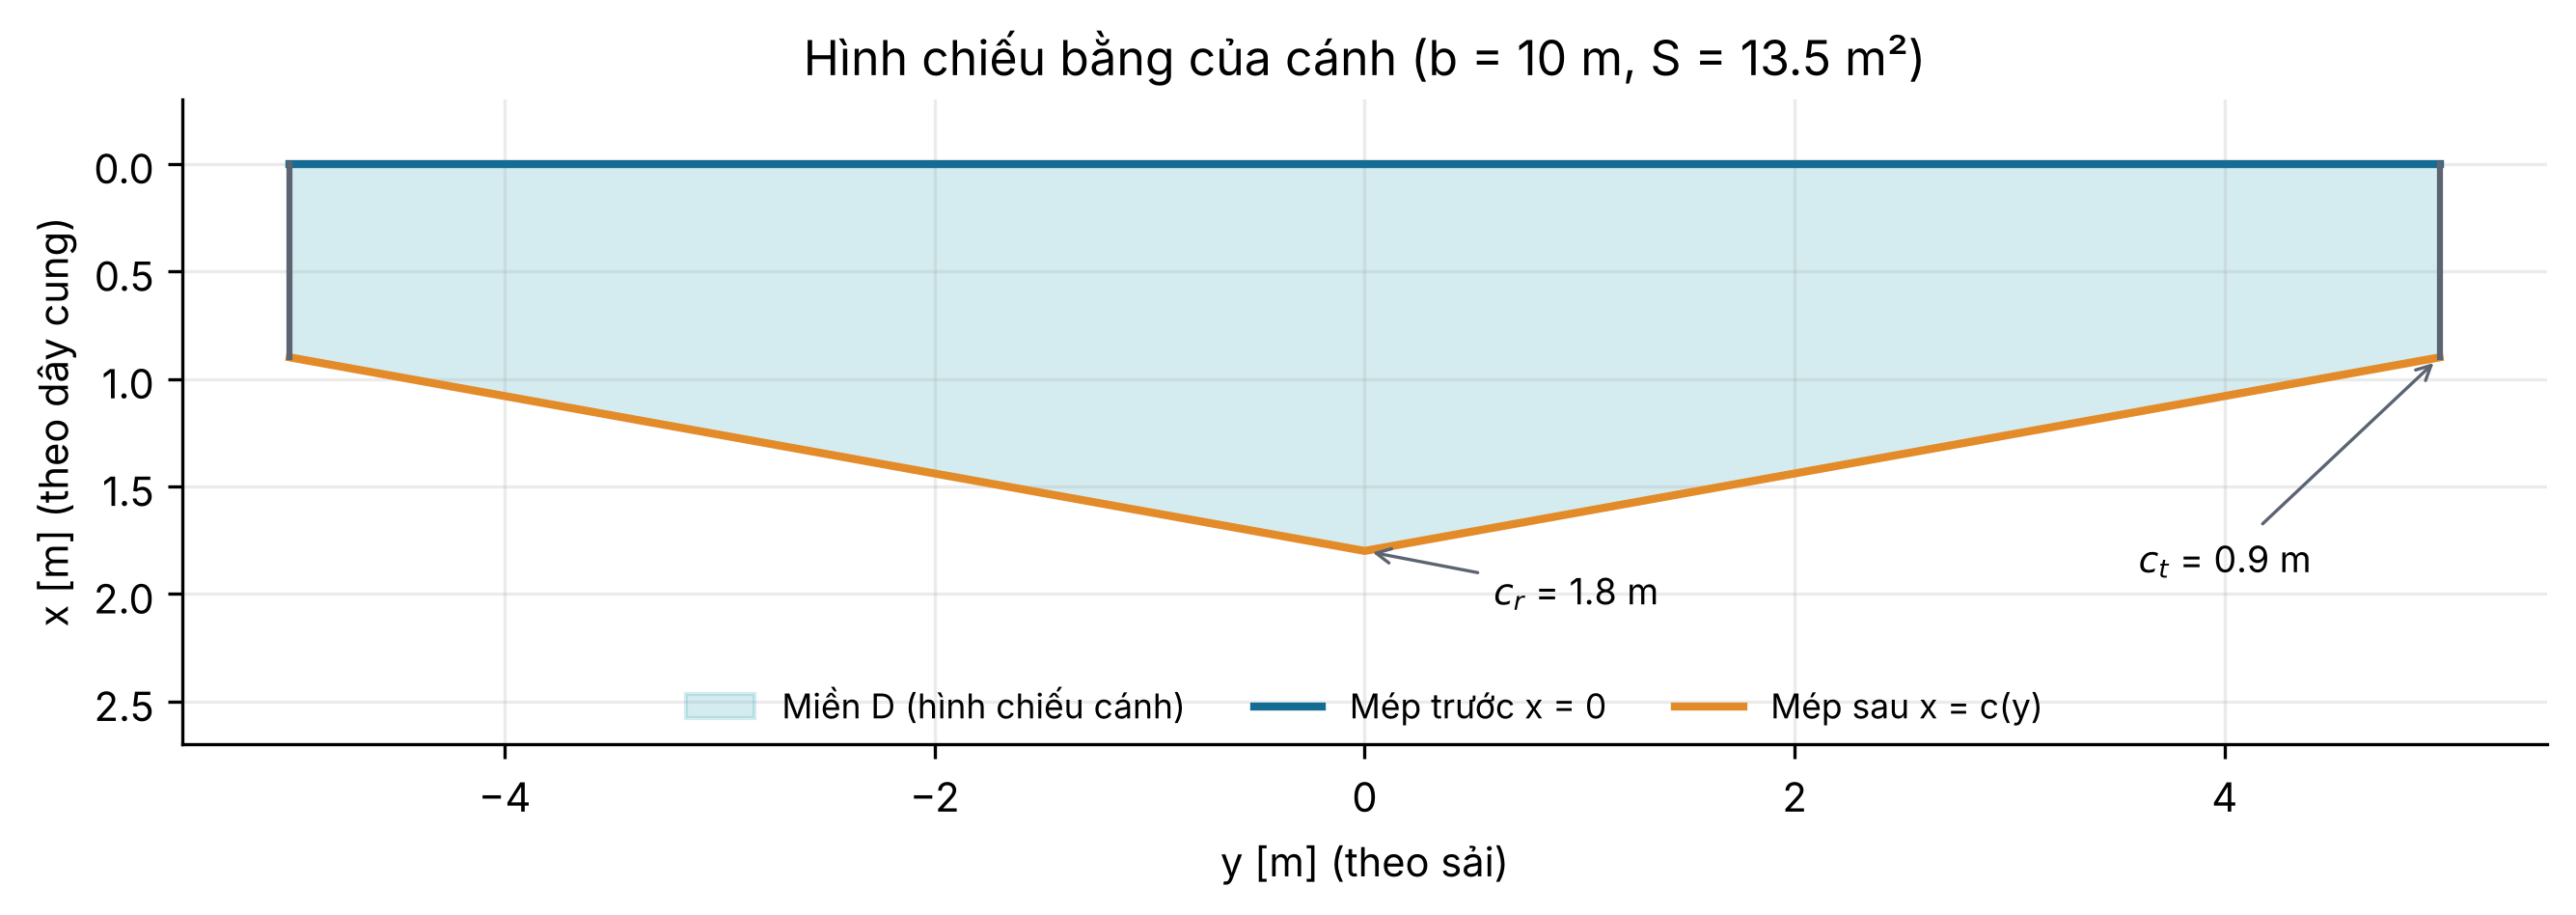 Hình chiếu bằng của cánh (b = 10 m, S = 13.5 m²)
x [m] (theo dây cung)
0.0
0.5
1.0
1.5
2.0
2.5
c_t = 0.9 m
c_r = 1.8 m
Miền D (hình chiếu cánh)
Mép trước x = 0
Mép sau x = c(y)
−4
−2
0
2
4
y [m] (theo sải)